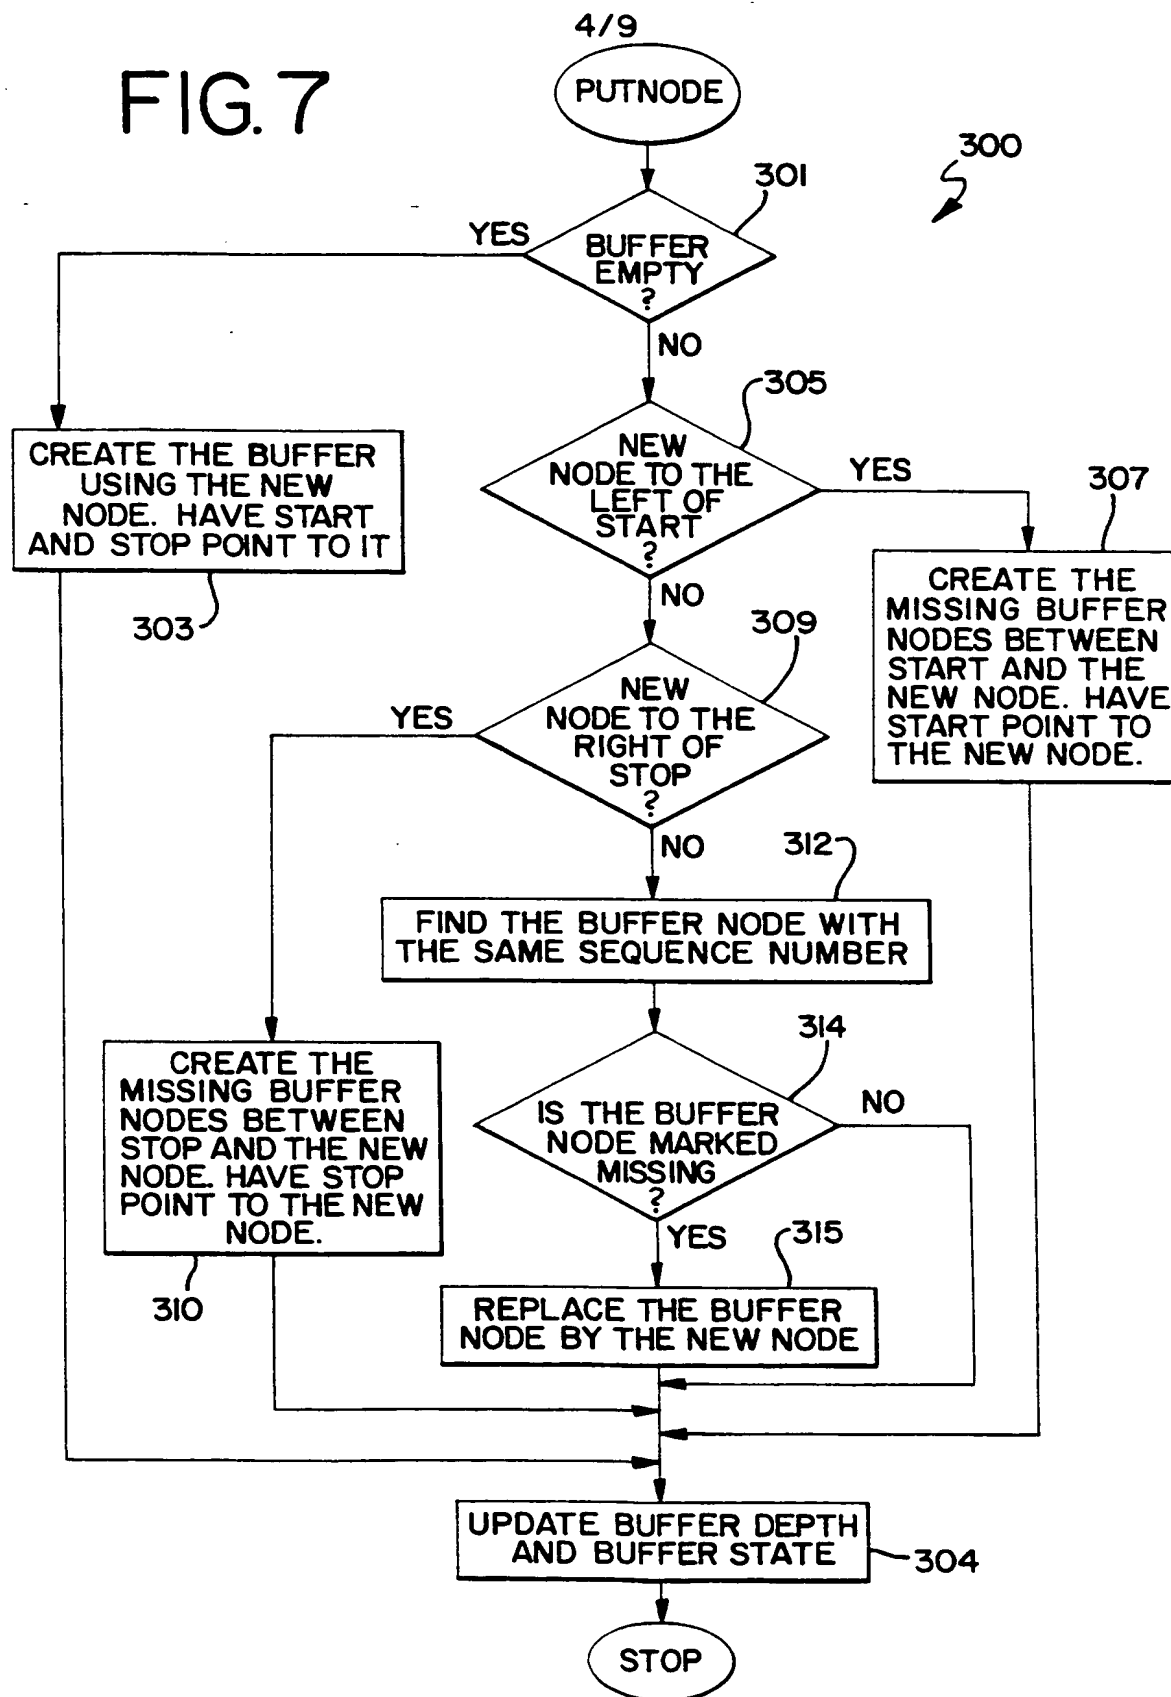 4/9
FIG. 7
PUTNODE
300
301
YES
BUFFER
EMPTY
?
NO
305
NEW
NODE TO THE
LEFT OF
START
?
YES
307
CREATE THE BUFFER
USING THE NEW
NODE. HAVE START
AND STOP POINT TO IT
303
NO
CREATE THE
MISSING BUFFER
NODES BETWEEN
START AND THE
NEW NODE. HAVE
START POINT TO
THE NEW NODE.
309
NEW
NODE TO THE
RIGHT OF
STOP
?
YES
NO
312
FIND THE BUFFER NODE WITH
THE SAME SEQUENCE NUMBER
314
IS THE BUFFER
NODE MARKED
MISSING
?
NO
CREATE THE
MISSING BUFFER
NODES BETWEEN
STOP AND THE NEW
NODE. HAVE STOP
POINT TO THE NEW
NODE.
310
YES
315
REPLACE THE BUFFER
NODE BY THE NEW NODE
UPDATE BUFFER DEPTH
AND BUFFER STATE
304
STOP